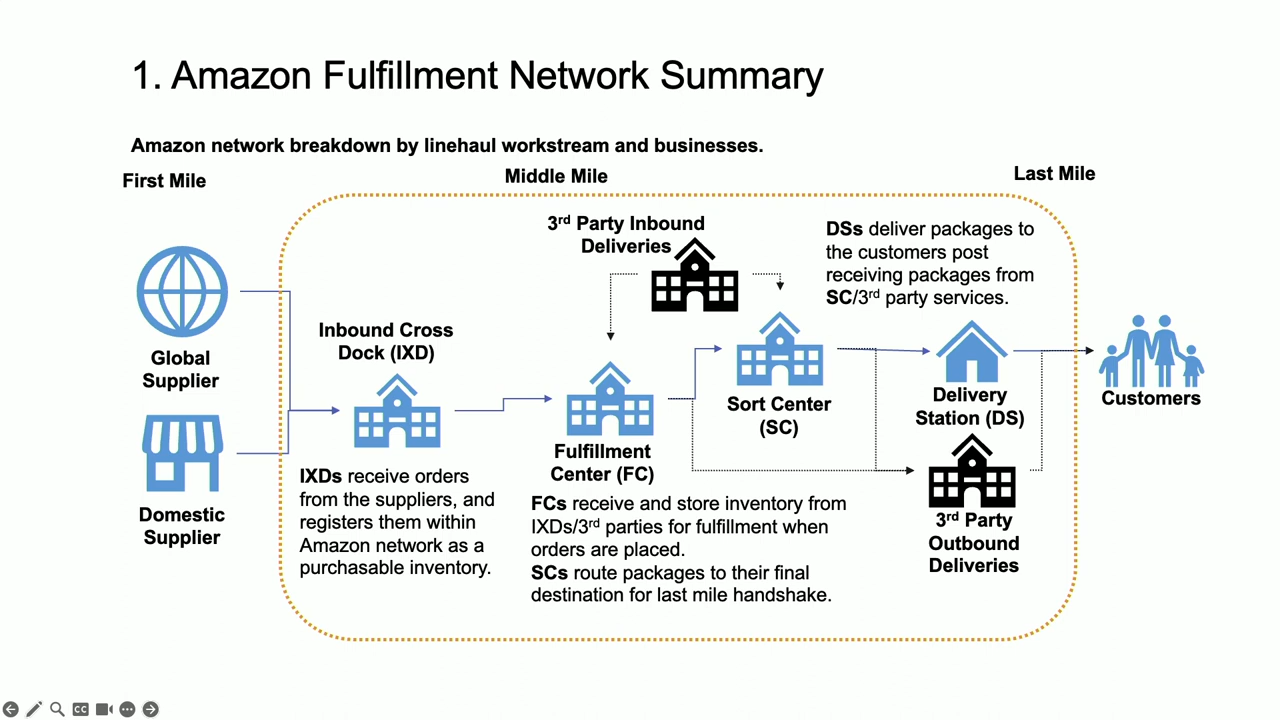 1. Amazon Fulfillment Network Summary
Amazon network breakdown by linehaul workstream and businesses.
First Mile
Middle Mile
Last Mile
3rd Party Inbound
Deliveries
DSs deliver packages to
the customers post
receiving packages from
SC/3rd party services.
Global
Supplier
Inbound Cross
Dock (IXD)
Sort Center
(SC)
Delivery
Station (DS)
Customers
Domestic
Supplier
IXDs receive orders
from the suppliers, and
registers them within
Amazon network as a
purchasable inventory.
Fulfillment
Center (FC)
FCs receive and store inventory from
IXDs/3rd parties for fulfillment when
orders are placed.
SCs route packages to their final
destination for last mile handshake.
3rd Party
Outbound
Deliveries
CC